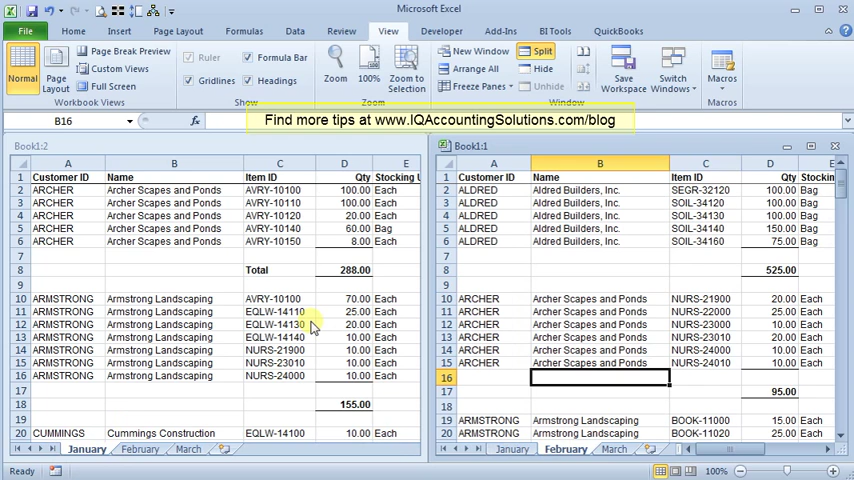 Microsoft Excel
File Home Insert Page Layout Formulas Data Review View Developer Add-Ins BI Tools QuickBooks
Normal
Page Layout
Page Break Preview
Custom Views
Full Screen
Workbook Views
Ruler
Formula Bar
Gridlines
Headings
Show
Zoom
100%
Zoom to Selection
Zoom
New Window
Arrange All
Freeze Panes
Split
Hide
Unhide
Window
Save Workspace
Switch Windows
Macros
Macros
Find more tips at www.IQAccountingSolutions.com/blog
B16 fx
Book1:2
A B C D E
1 Customer ID Name Item ID Qty Stocking U
2 ARCHER Archer Scapes and Ponds AVRY-10100 100.00 Each
3 ARCHER Archer Scapes and Ponds AVRY-10110 100.00 Each
4 ARCHER Archer Scapes and Ponds AVRY-10120 20.00 Each
5 ARCHER Archer Scapes and Ponds AVRY-10140 60.00 Bag
6 ARCHER Archer Scapes and Ponds AVRY-10150 8.00 Each
7
8 Total 288.00
9
10 ARMSTRONG Armstrong Landscaping AVRY-10100 70.00 Each
11 ARMSTRONG Armstrong Landscaping EQLW-14110 25.00 Each
12 ARMSTRONG Armstrong Landscaping EQLW-14130 20.00 Each
13 ARMSTRONG Armstrong Landscaping EQLW-14140 10.00 Each
14 ARMSTRONG Armstrong Landscaping NURS-21900 10.00 Each
15 ARMSTRONG Armstrong Landscaping NURS-23010 10.00 Each
16 ARMSTRONG Armstrong Landscaping NURS-24000 10.00 Each
17
18 155.00
19
20 CUMMINGS Cummings Construction EQLW-14100 10.00 Each
January February March
Book1:1
A B C D E
1 Customer ID Name Item ID Qty Stocking
2 ALDRED Aldred Builders, Inc. SEGR-32120 100.00 Bag
3 ALDRED Aldred Builders, Inc. SOIL-34120 100.00 Bag
4 ALDRED Aldred Builders, Inc. SOIL-34130 100.00 Bag
5 ALDRED Aldred Builders, Inc. SOIL-34140 150.00 Bag
6 ALDRED Aldred Builders, Inc. SOIL-34160 75.00 Bag
7
8 525.00
9
10 ARCHER Archer Scapes and Ponds NURS-21900 20.00 Each
11 ARCHER Archer Scapes and Ponds NURS-22000 25.00 Each
12 ARCHER Archer Scapes and Ponds NURS-23000 10.00 Each
13 ARCHER Archer Scapes and Ponds NURS-23010 20.00 Each
14 ARCHER Archer Scapes and Ponds NURS-24000 10.00 Each
15 ARCHER Archer Scapes and Ponds NURS-24010 10.00 Each
16
17 95.00
18
19 ARMSTRONG Armstrong Landscaping BOOK-11000 15.00 Each
20 ARMSTRONG Armstrong Landscaping BOOK-11020 25.00 Each
January February March
Ready 100%